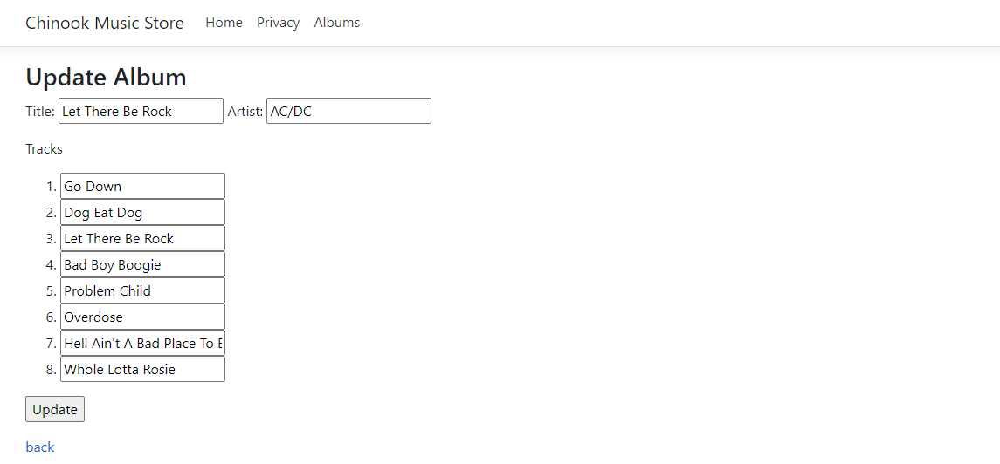 Chinook Music Store Home Privacy Albums
Update Album
Title: Let There Be Rock Artist: AC/DC
Tracks
1. Go Down
2. Dog Eat Dog
3. Let There Be Rock
4. Bad Boy Boogie
5. Problem Child
6. Overdose
7. Hell Ain't A Bad Place To
8. Whole Lotta Rosie
Update
back